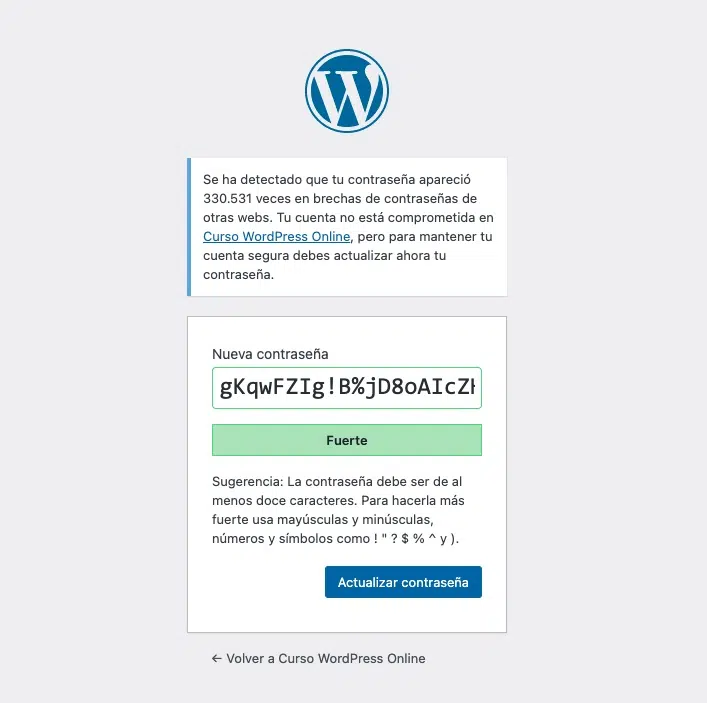 Se ha detectado que tu contraseña apareció
330.531 veces en brechas de contraseñas de
otras webs. Tu cuenta no está comprometida en
Curso WordPress Online, pero para mantener tu
cuenta segura debes actualizar ahora tu
contraseña.
Nueva contraseña
gKqwFZIg!B%jD8oAIcZ
Fuerte
Sugerencia: La contraseña debe ser de al
menos doce caracteres. Para hacerla más
fuerte usa mayúsculas y minúsculas,
números y símbolos como ! " ? $ % ^ y ).
Actualizar contraseña
← Volver a Curso WordPress Online